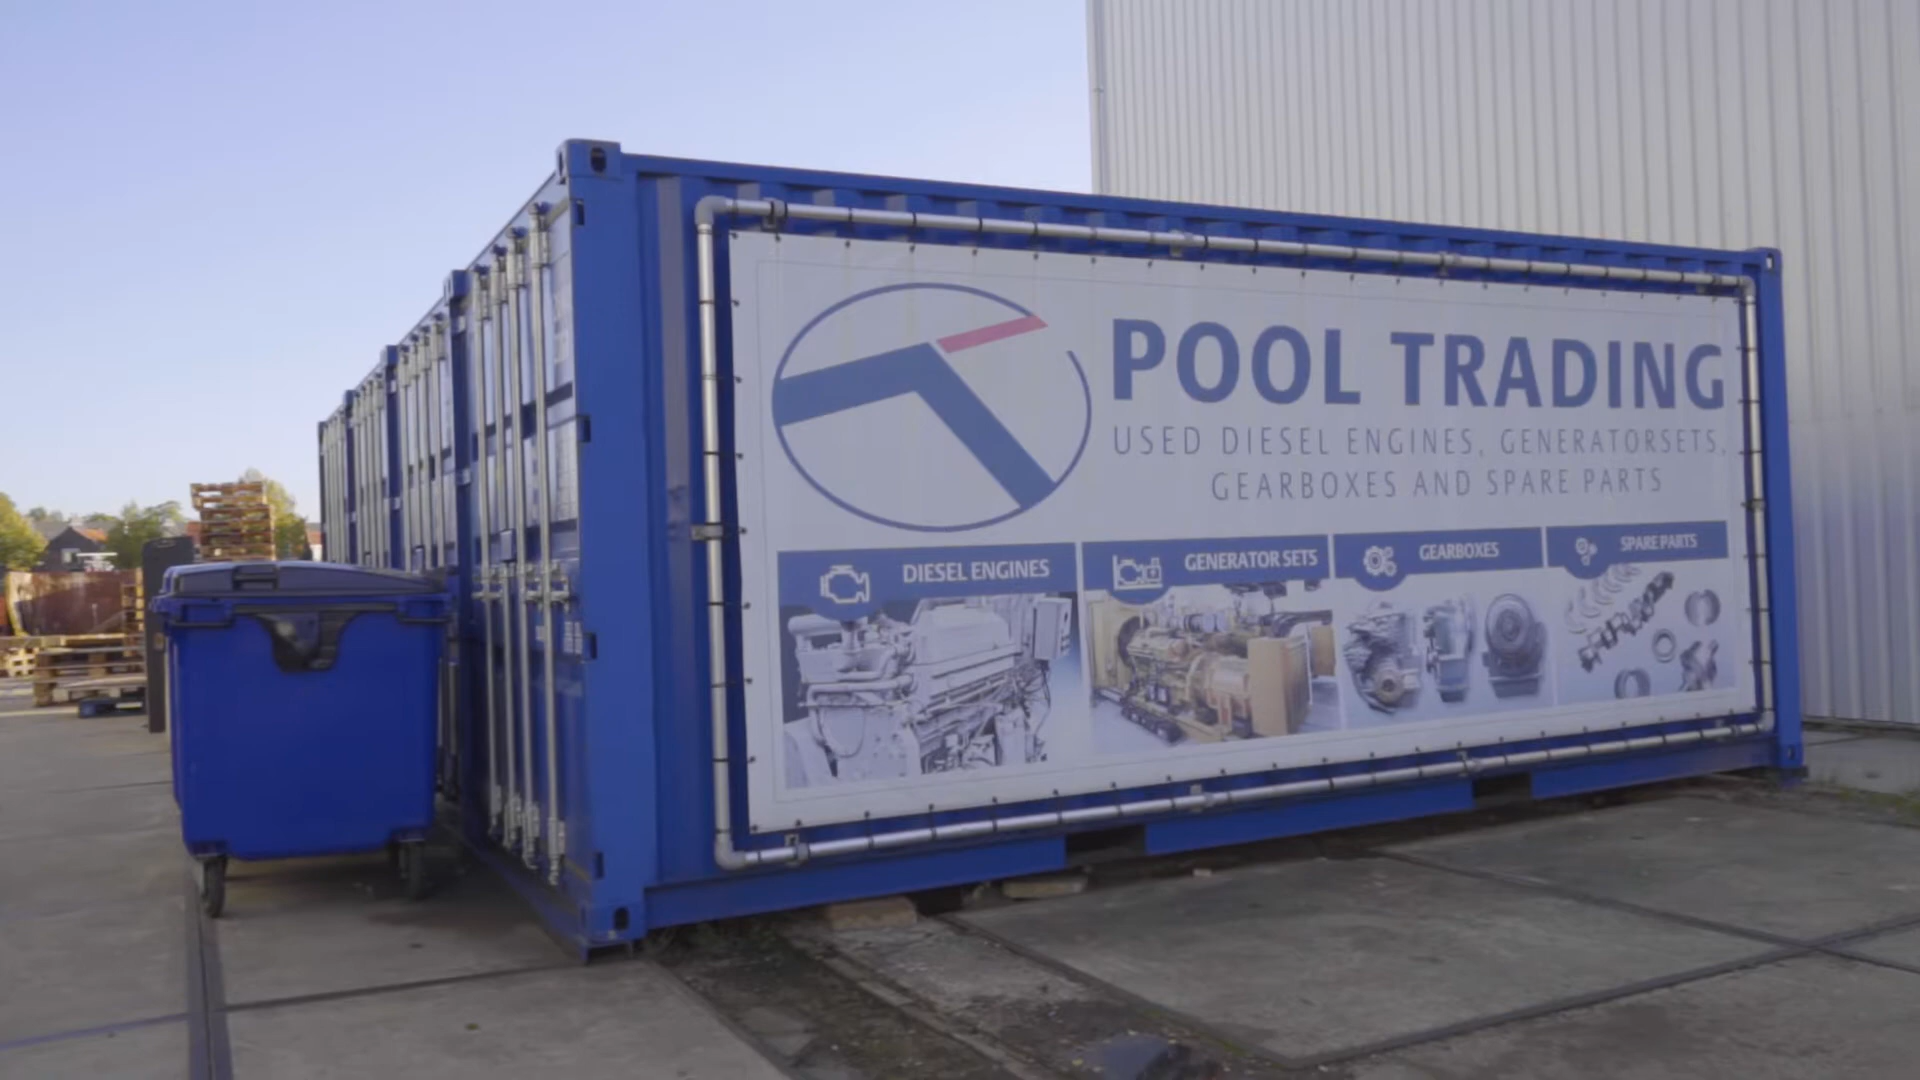 POOL TRADING
USED DIESEL ENGINES, GENERATORSETS,
GEARBOXES AND SPARE PARTS
DIESEL ENGINES
GENERATOR SETS
GEARBOXES
SPARE PARTS